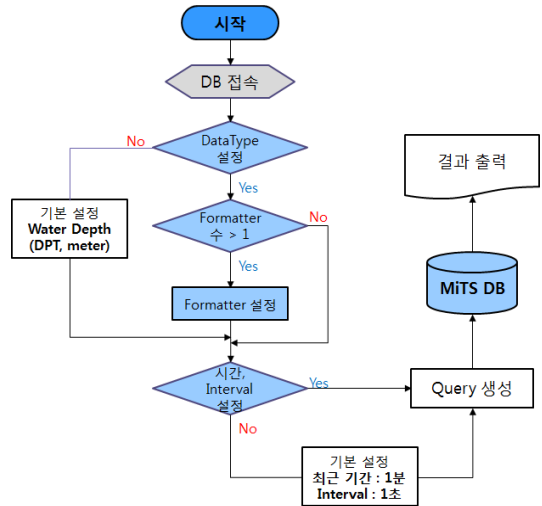 시작
DB 접속
No
DataType
설정
Yes
기본 설정
Water Depth
(DPT, meter)
Formatter
수 > 1
No
Yes
Formatter 설정
시간,
Interval
설정
Yes
No
기본 설정
최근 기간 : 1분
Interval : 1초
Query 생성
MiTS DB
결과 출력